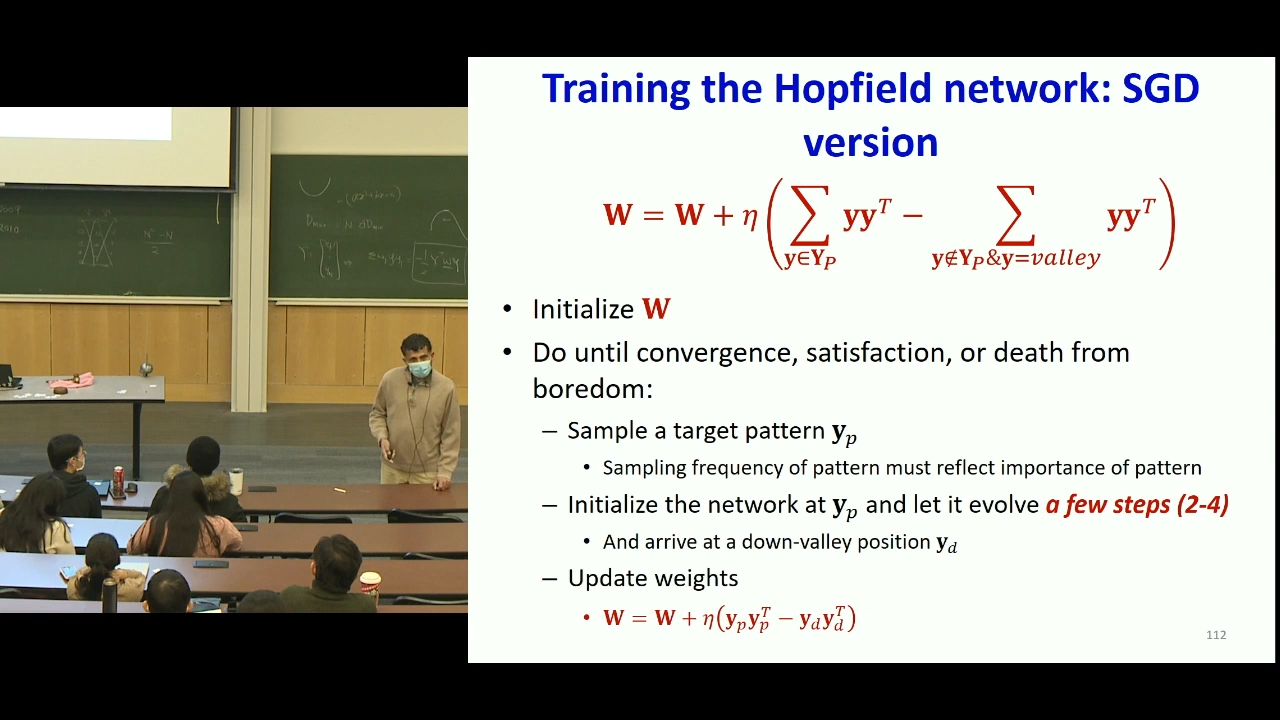 Training the Hopfield network: SGD
version
W = W + η(∑_{y∈Y_P} yy^T − ∑_{y∉Y_P&y=valley} yy^T)
• Initialize W
• Do until convergence, satisfaction, or death from
boredom:
– Sample a target pattern y_p
• Sampling frequency of pattern must reflect importance of pattern
– Initialize the network at y_p and let it evolve a few steps (2-4)
• And arrive at a down-valley position y_d
– Update weights
• W = W + η(y_p y_p^T − y_d y_d^T)
112